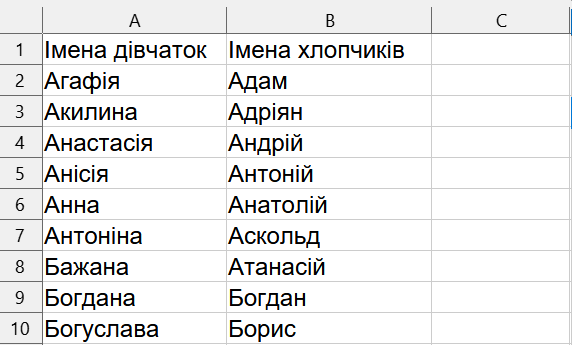 A B C
1 Імена дівчаток Імена хлопчиків
2 Агафія Адам
3 Акилина Адріян
4 Анастасія Андрій
5 Анісія Антоній
6 Анна Анатолій
7 Антоніна Аскольд
8 Бажана Атанасій
9 Богдана Богдан
10 Богуслава Борис